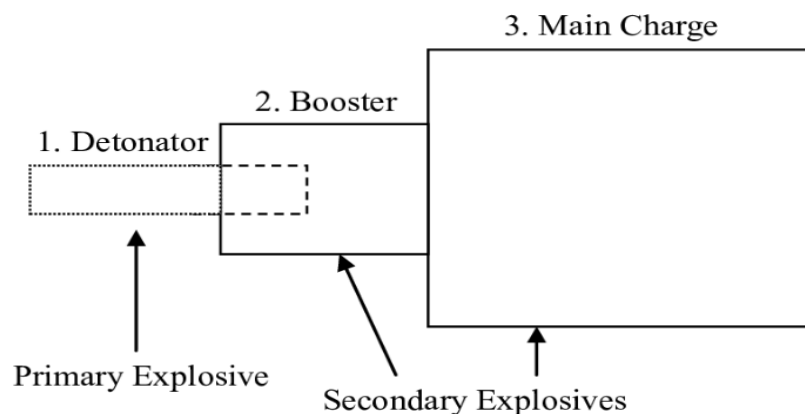 3. Main Charge
2. Booster
1. Detonator
Primary Explosive
Secondary Explosives